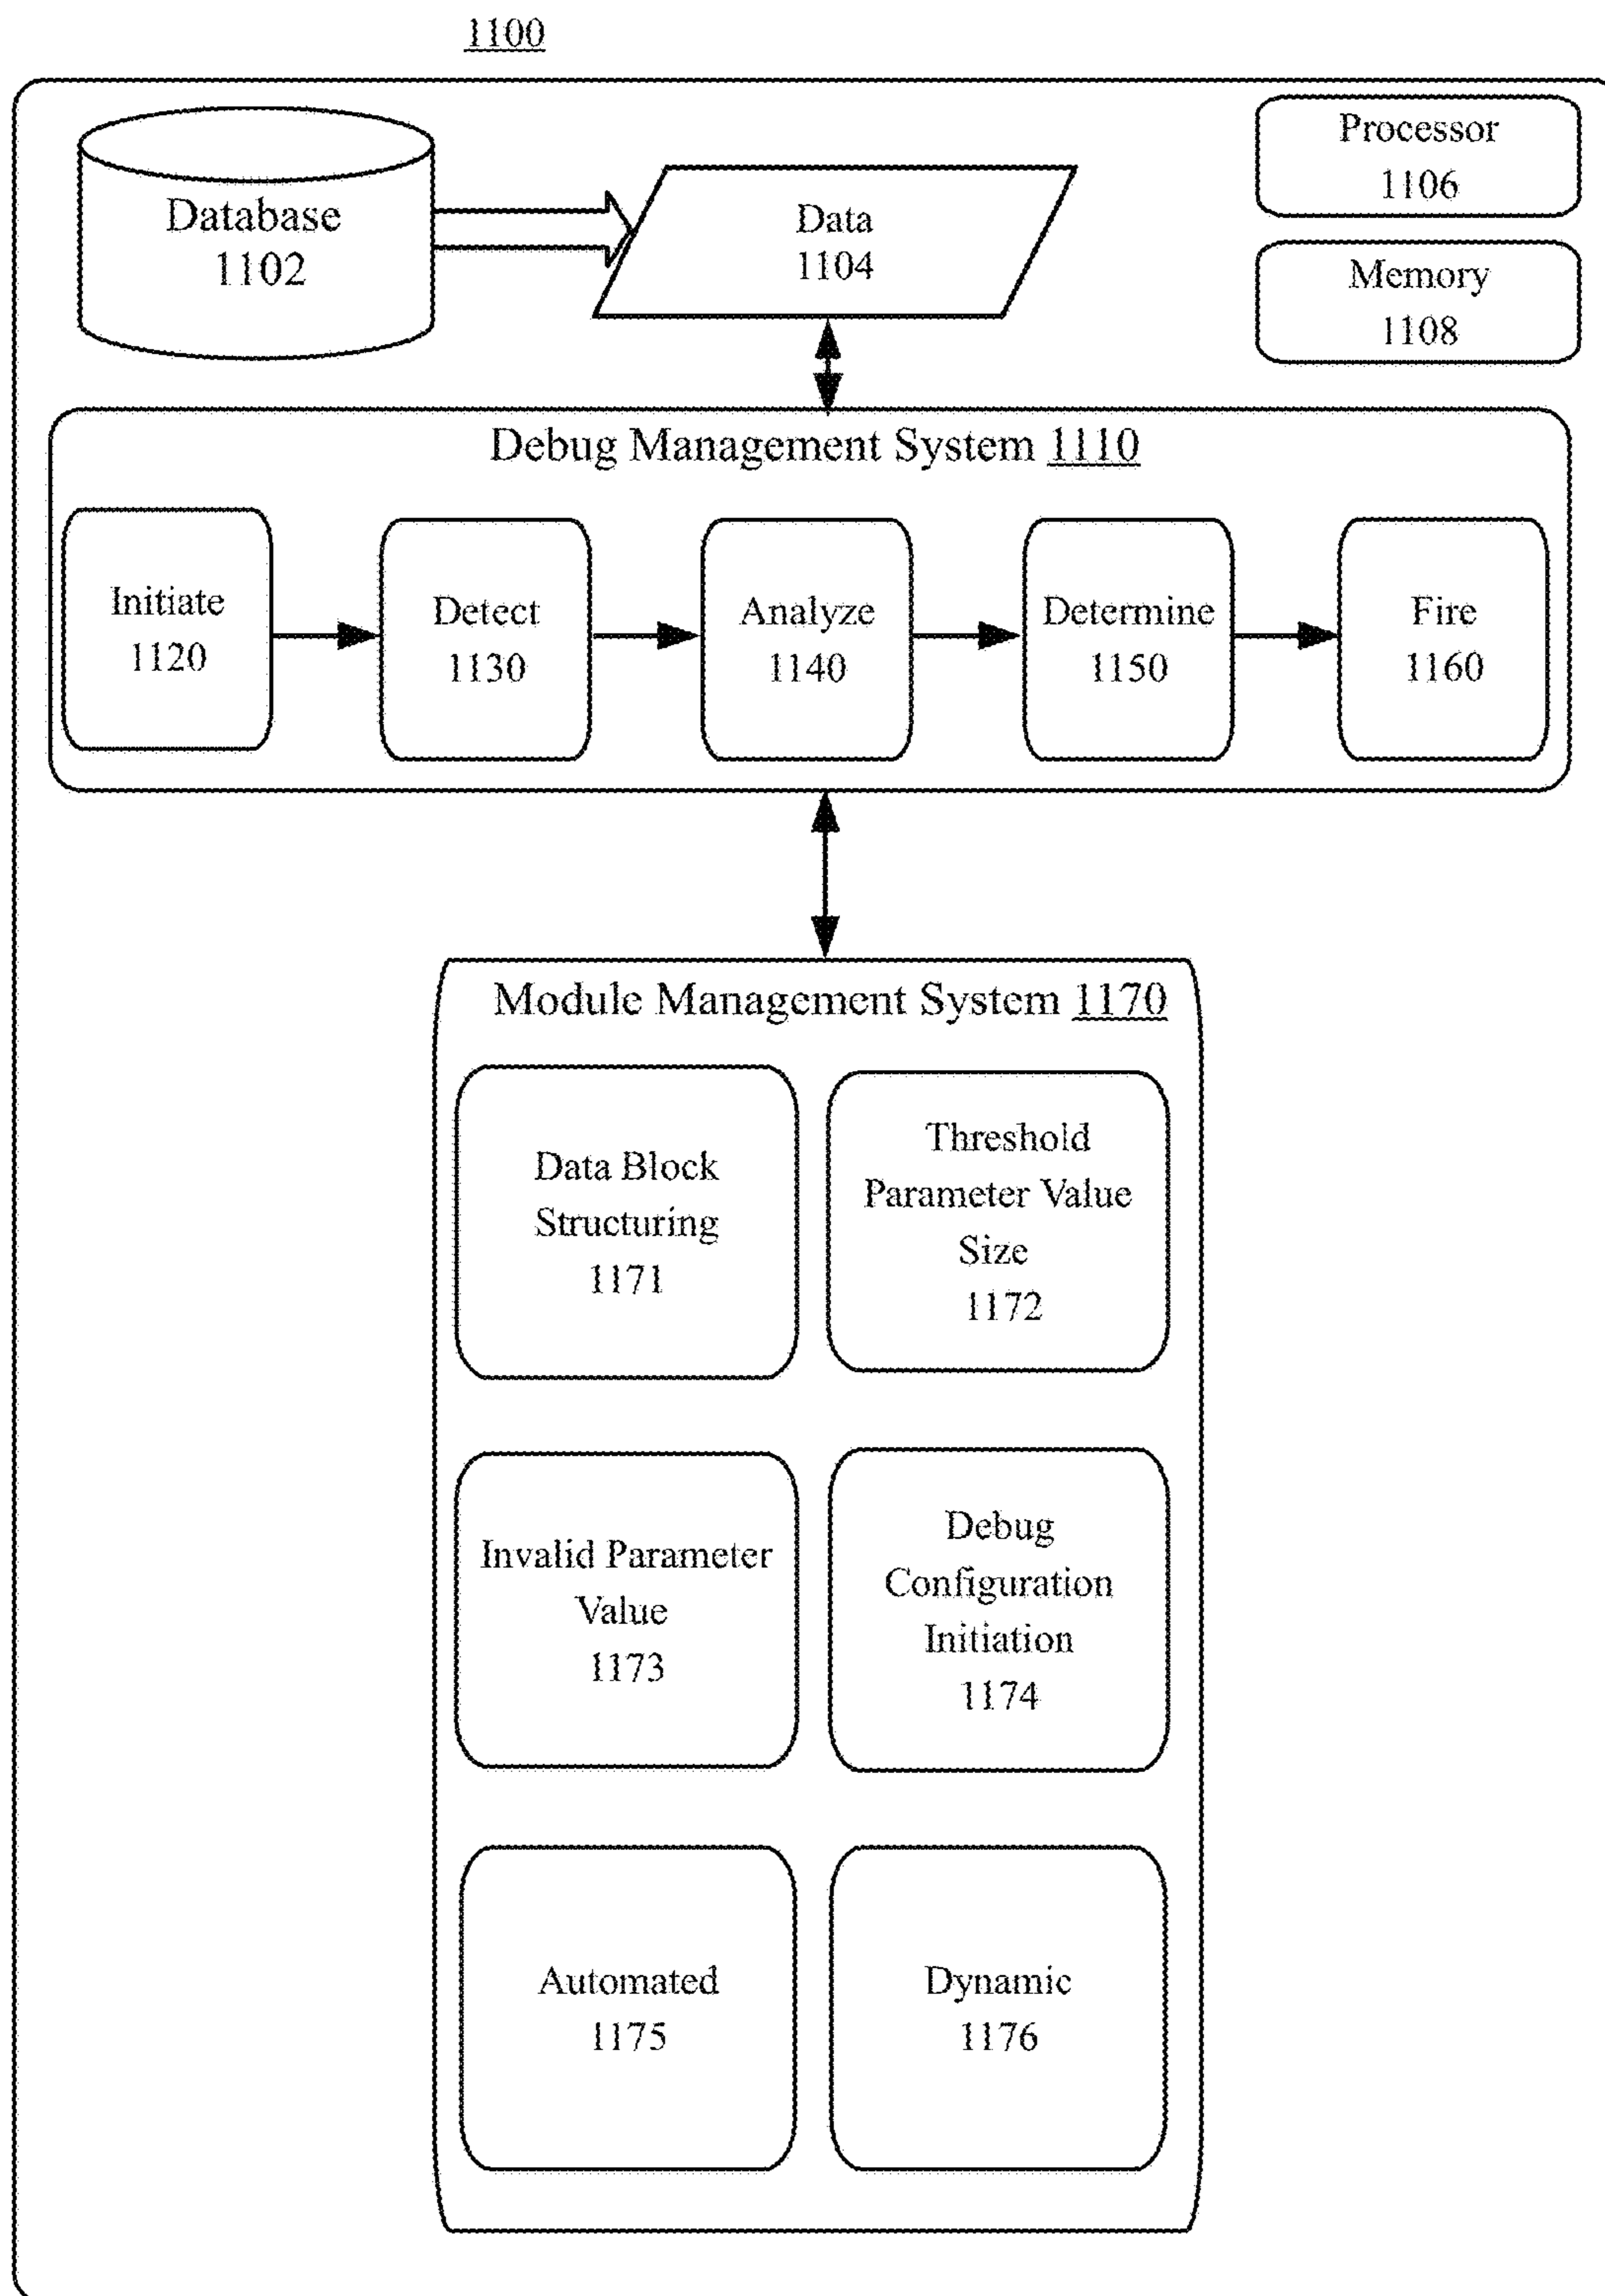 1100
Database
1102
Data
1104
Processor
1106
Memory
1108
Debug Management System 1110
Initiate
1120
Detect
1130
Analyze
1140
Determine
1150
Fire
1160
Module Management System 1170
Data Block
Structuring
1171
Threshold
Parameter Value
Size
1172
Invalid Parameter
Value
1173
Debug
Configuration
Initiation
1174
Automated
1175
Dynamic
1176